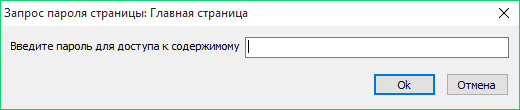 Запрос пароля страницы: Главная страница
Введите пароль для доступа к содержимому
Ok Отмена